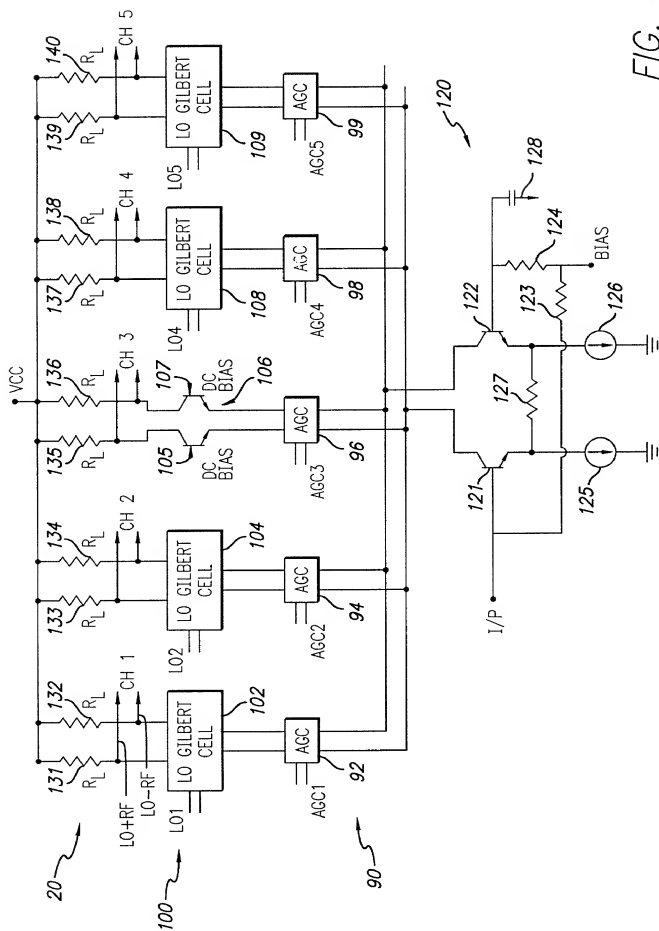 VCC
131
132
133
134
135
136
137
138
139
140
R_L
R_L
R_L
R_L
R_L
R_L
R_L
R_L
R_L
R_L
20
LO+RF
LO-RF
CH 1
CH 2
CH 3
CH 4
CH 5
100
LO1
LO GILBERT
CELL
102
LO2
LO GILBERT
CELL
104
105
DC
BIAS
107
DC
BIAS
106
LO4
LO GILBERT
CELL
108
LO5
LO GILBERT
CELL
109
90
AGC1
AGC
92
AGC2
AGC
94
AGC3
AGC
96
AGC4
AGC
98
AGC5
AGC
99
120
I/P
121
122
128
124
123
BIAS
127
125
126
FIG.